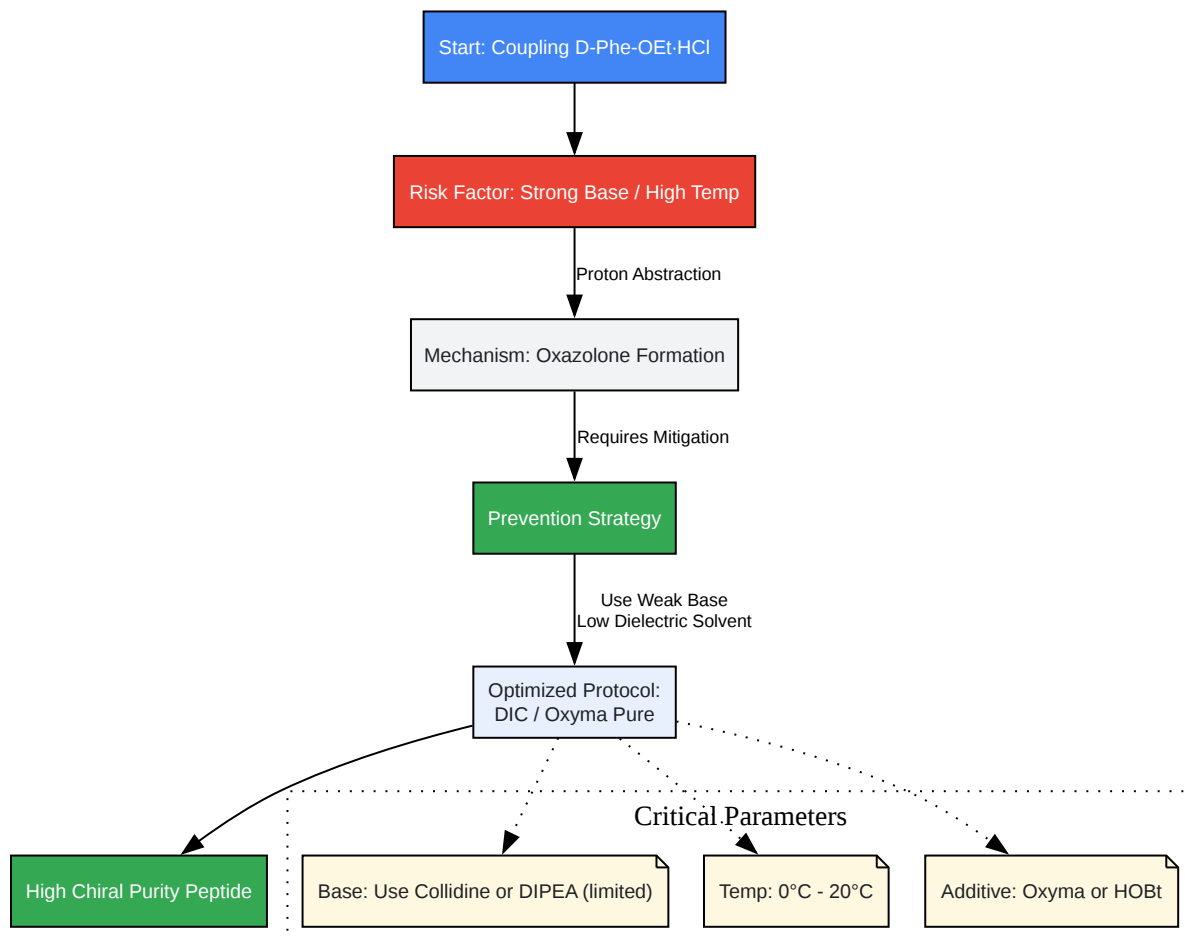 Start: Coupling D-Phe-OEt·HCl
Risk Factor: Strong Base / High Temp
Proton Abstraction
Mechanism: Oxazolone Formation
Requires Mitigation
Prevention Strategy
Use Weak Base
Low Dielectric Solvent
Optimized Protocol:
DIC / Oxyma Pure
Critical Parameters
High Chiral Purity Peptide
Base: Use Collidine or DIPEA (limited)
Temp: 0°C - 20°C
Additive: Oxyma or HOBt